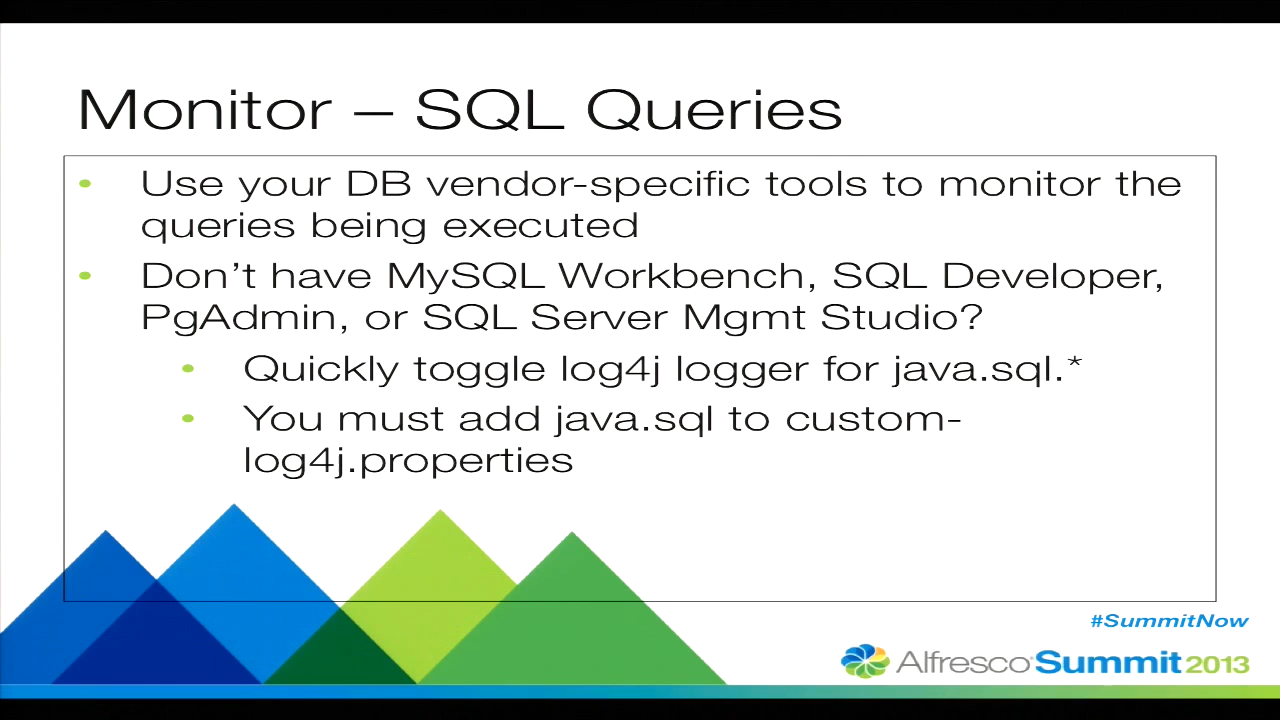 Monitor – SQL Queries
• Use your DB vendor-specific tools to monitor the
queries being executed
• Don’t have MySQL Workbench, SQL Developer,
PgAdmin, or SQL Server Mgmt Studio?
• Quickly toggle log4j logger for java.sql.*
• You must add java.sql to custom-
log4j.properties
#SummitNow
Alfresco Summit 2013